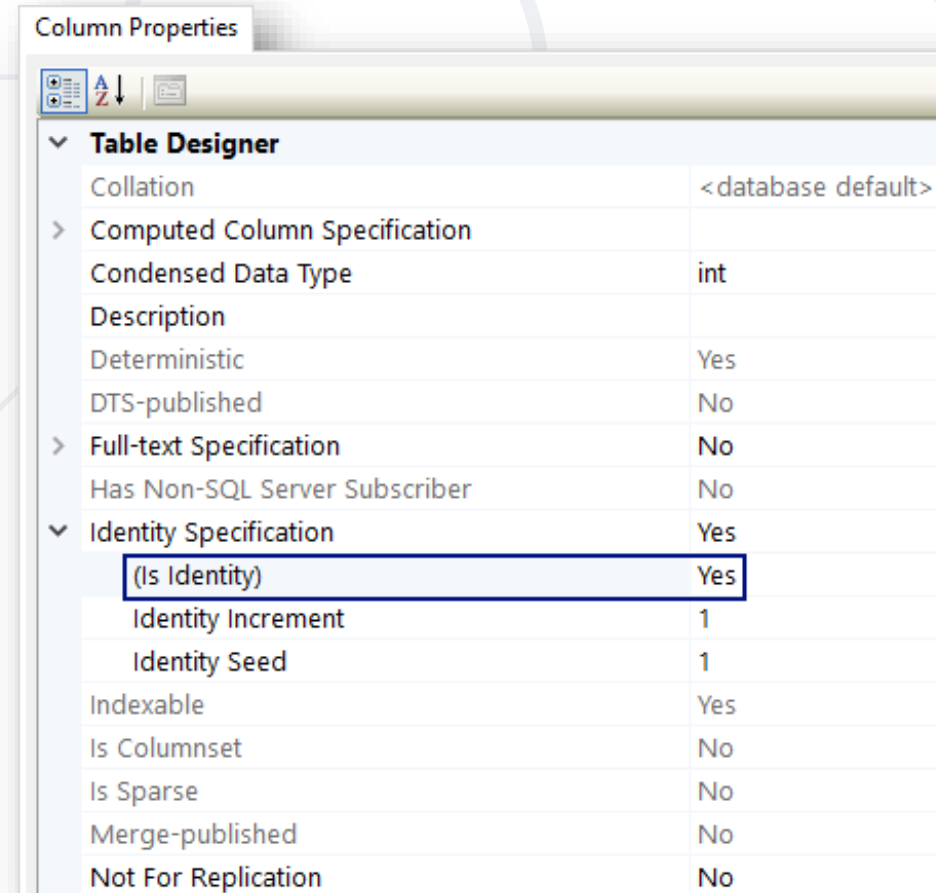 Column Properties
Table Designer
Collation <database default>
Computed Column Specification
Condensed Data Type int
Description
Deterministic Yes
DTS-published No
Full-text Specification No
Has Non-SQL Server Subscriber No
Identity Specification Yes
(Is Identity) Yes
Identity Increment 1
Identity Seed 1
Indexable Yes
Is Columnset No
Is Sparse No
Merge-published No
Not For Replication No